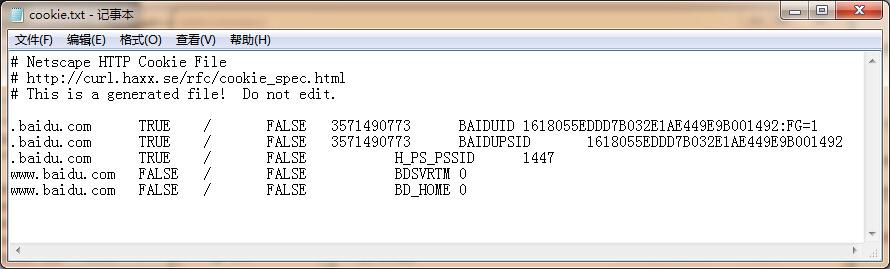 cookie.txt - 记事本
文件(F) 编辑(E) 格式(O) 查看(V) 帮助(H)
# Netscape HTTP Cookie File
# http://curl.haxx.se/rfc/cookie_spec.html
# This is a generated file!  Do not edit.
.baidu.com	TRUE	/	FALSE	3571490773	BAIDUID	1618055EDDD7B032E1AE449E9B001492:FG=1
.baidu.com	TRUE	/	FALSE	3571490773	BAIDUPSID	1618055EDDD7B032E1AE449E9B001492
.baidu.com	TRUE	/	FALSE		H_PS_PSSID	1447
www.baidu.com	FALSE	/	FALSE		BDSVRTM	0
www.baidu.com	FALSE	/	FALSE		BD_HOME	0